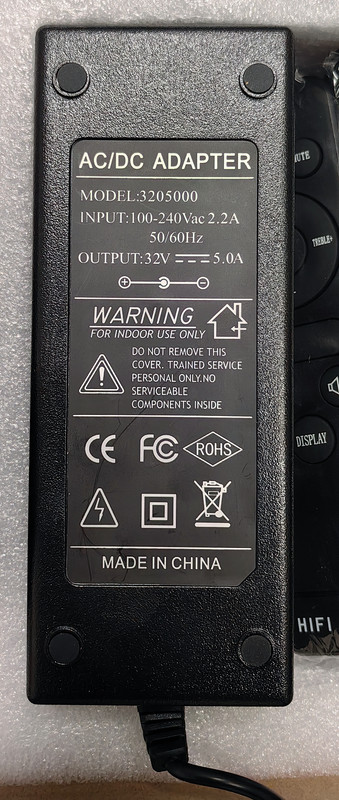 AC/DC ADAPTER
MODEL:3205000
INPUT:100-240Vac 2.2A
50/60Hz
OUTPUT:32V 5.0A
WARNING
FOR INDOOR USE ONLY
DO NOT REMOVE THIS
COVER. TRAINED SERVICE
PERSONAL ONLY.NO
SERVICEABLE
COMPONENTS INSIDE
CE FC ROHS
MADE IN CHINA
TREBLE+
DISPLAY
HIFI